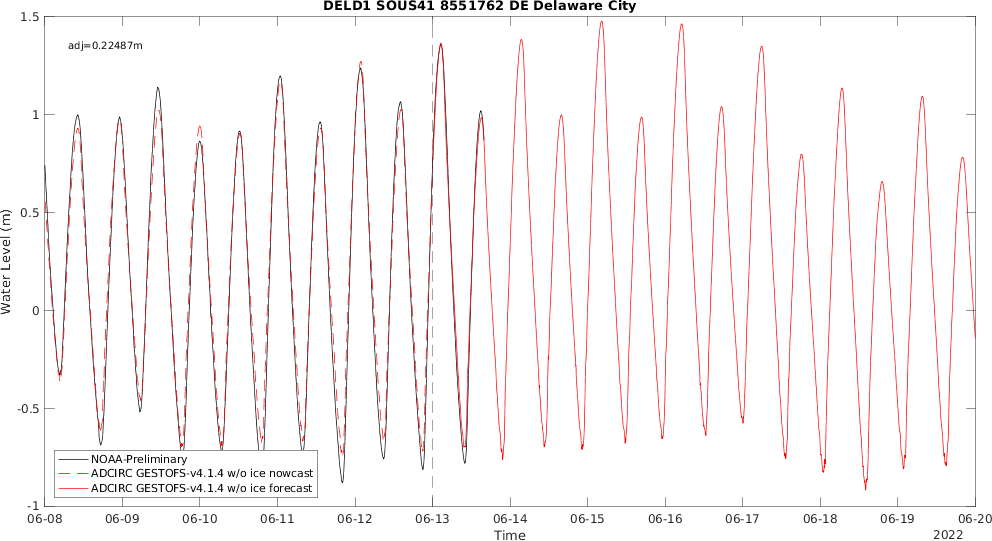 DELD1 SOUS41 8551762 DE Delaware City
adj=0.22487m
Water Level (m)
1.5
1
0.5
0
-0.5
-1
NOAA-Preliminary
ADCIRC GESTOFS-v4.1.4 w/o ice nowcast
ADCIRC GESTOFS-v4.1.4 w/o ice forecast
06-08 06-09 06-10 06-11 06-12 06-13 06-14 06-15 06-16 06-17 06-18 06-19 06-20
Time
2022